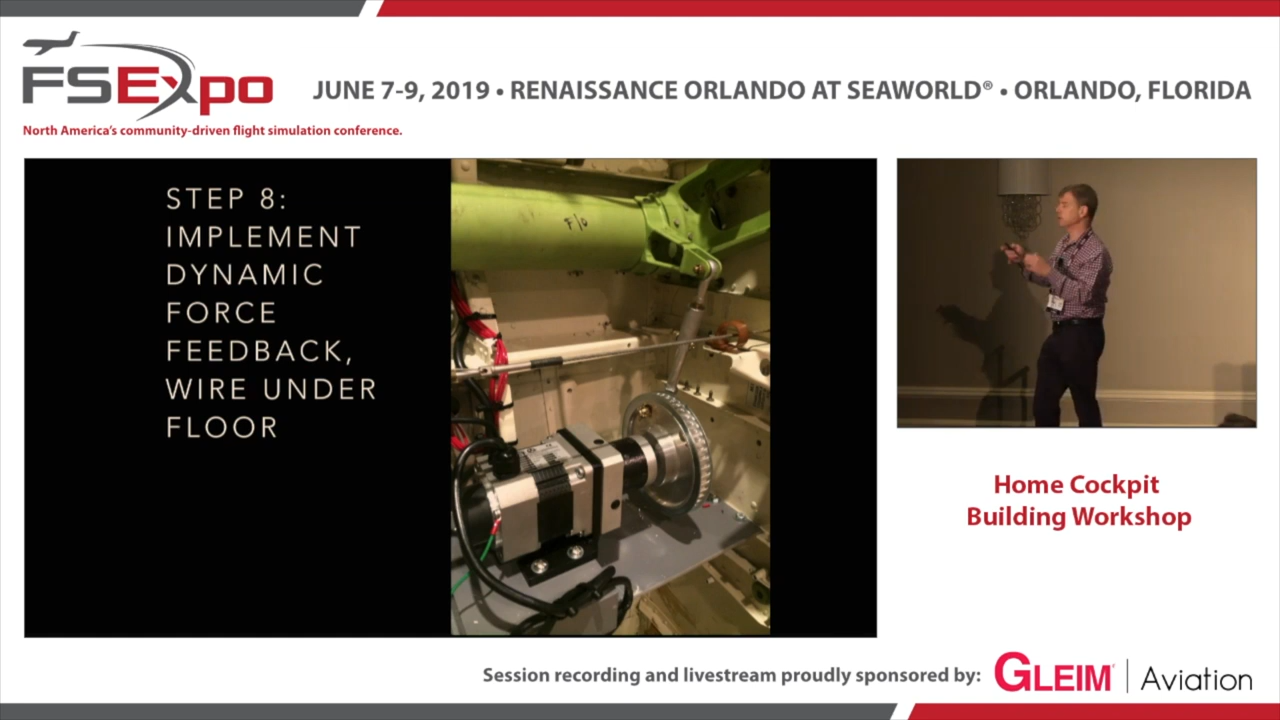 FSExpo
JUNE 7-9, 2019 • RENAISSANCE ORLANDO AT SEAWORLD® • ORLANDO, FLORIDA
North America's community-driven flight simulation conference.
STEP 8:
IMPLEMENT
DYNAMIC
FORCE
FEEDBACK,
WIRE UNDER
FLOOR
F/O
Home Cockpit
Building Workshop
Session recording and livestream proudly sponsored by:
GLEIM | Aviation